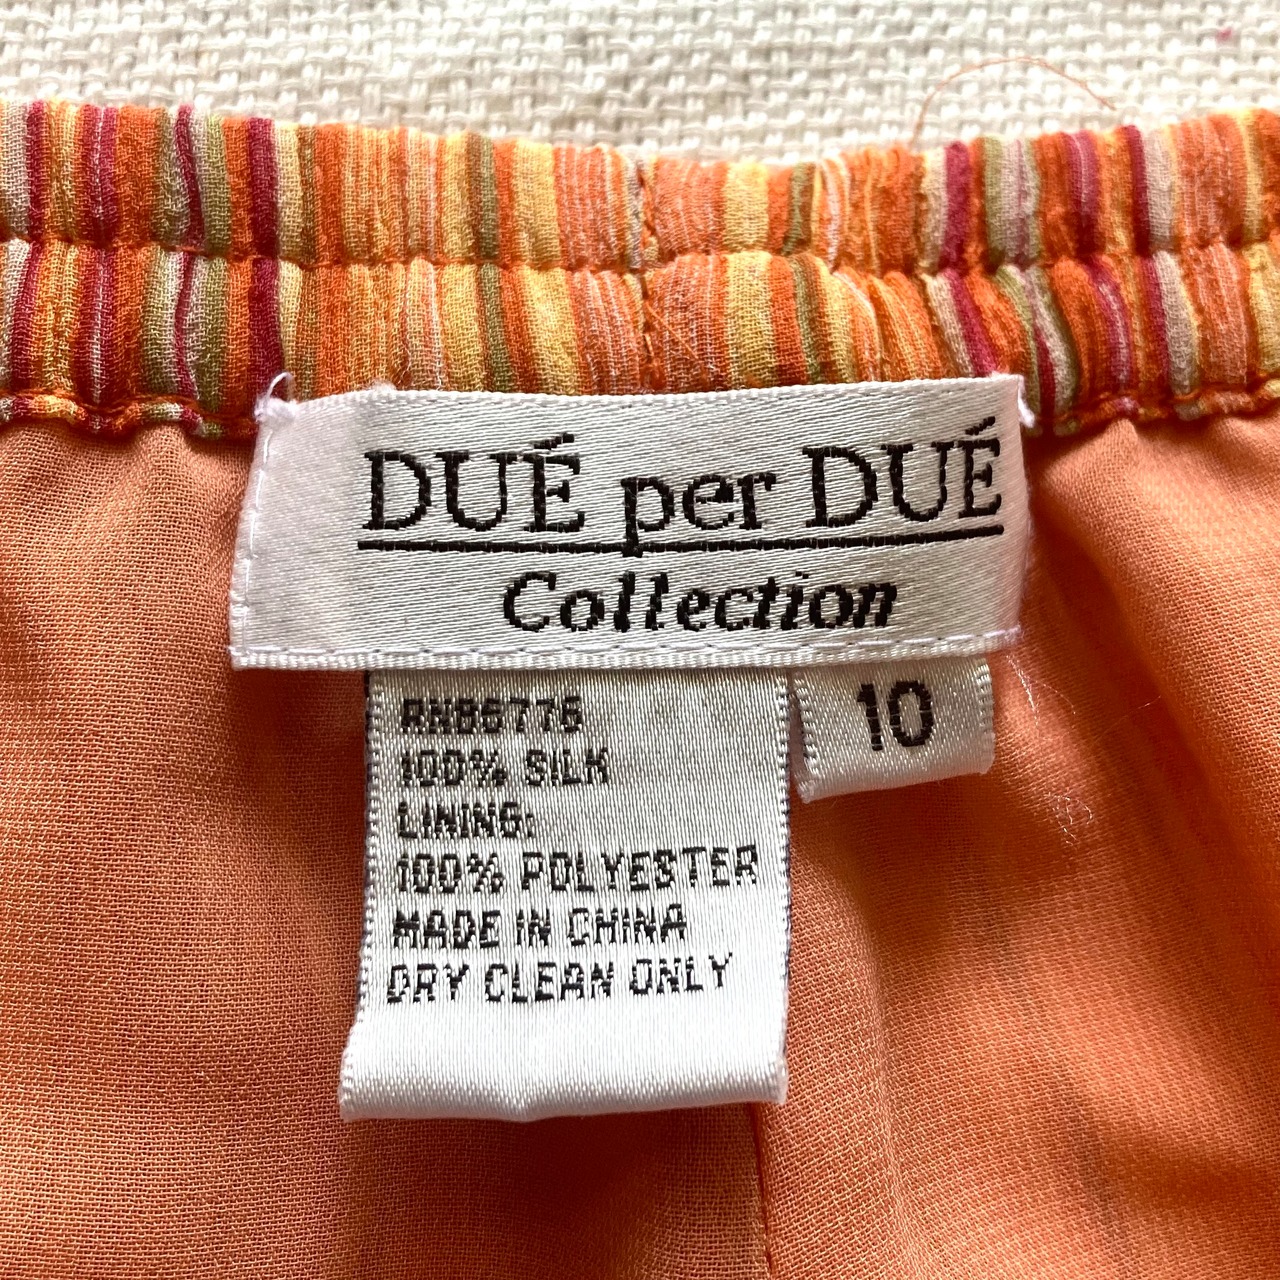 DUÉ per DUÉ
Collection
10
RN86776
100% SILK
LINING:
100% POLYESTER
MADE IN CHINA
DRY CLEAN ONLY